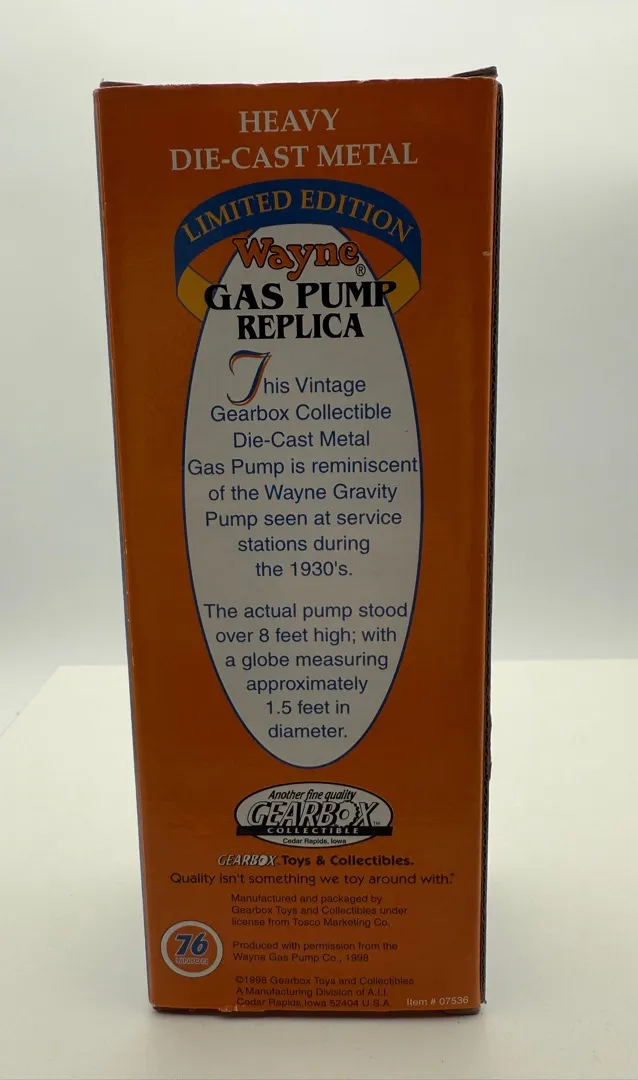 HEAVY
DIE-CAST METAL
LIMITED EDITION
Wayne®
GAS PUMP
REPLICA
This Vintage
Gearbox Collectible
Die-Cast Metal
Gas Pump is reminiscent
of the Wayne Gravity
Pump seen at service
stations during
the 1930's.
The actual pump stood
over 8 feet high; with
a globe measuring
approximately
1.5 feet in
diameter.
Another fine quality
GEARBOX™
COLLECTIBLE
Cedar Rapids, Iowa
GEARBOX Toys & Collectibles.
Quality isn't something we toy around with.™
Manufactured and packaged by
Gearbox Toys and Collectibles under
license from Tosco Marketing Co.
76
UNION
Produced with permission from the
Wayne Gas Pump Co., 1998
©1998 Gearbox Toys and Collectibles
A Manufacturing Division of A.I.I.
Cedar Rapids, Iowa 52404 U.S.A.
Item # 07536